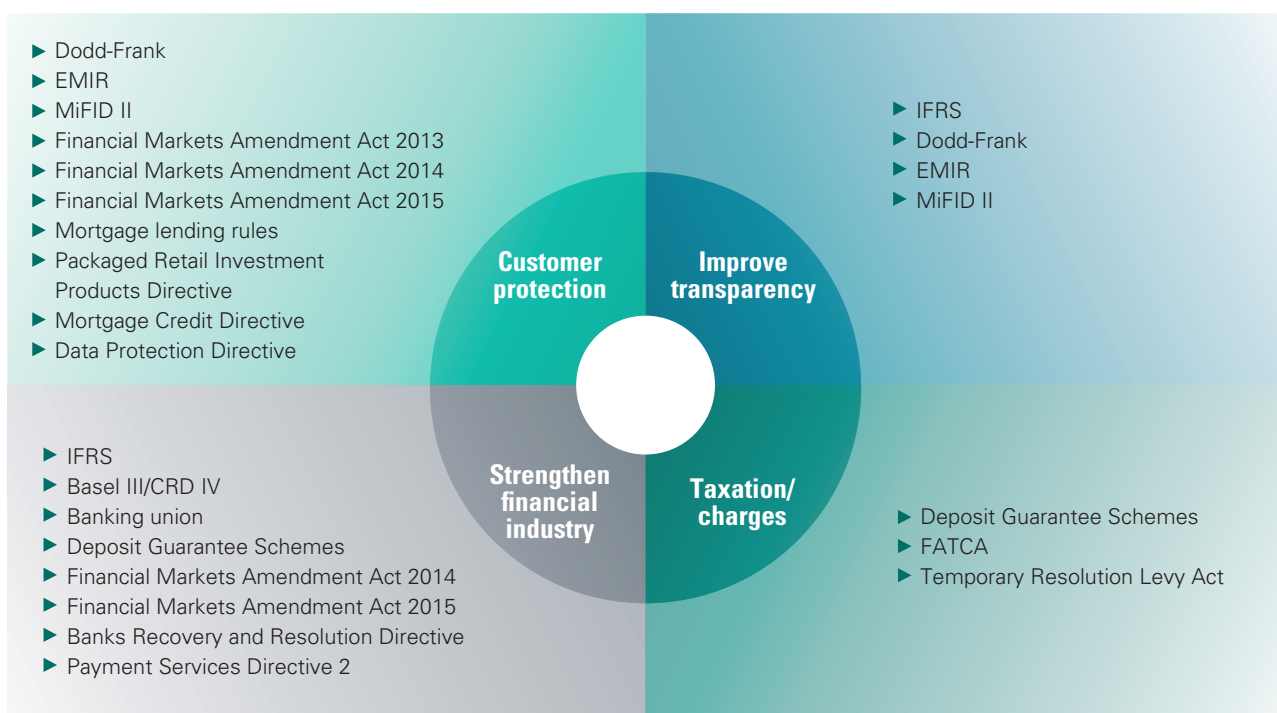 ► Dodd-Frank
► EMIR
► MiFID II
► Financial Markets Amendment Act 2013
► Financial Markets Amendment Act 2014
► Financial Markets Amendment Act 2015
► Mortgage lending rules
► Packaged Retail Investment
Products Directive
► Mortgage Credit Directive
► Data Protection Directive
► IFRS
► Dodd-Frank
► EMIR
► MiFID II
Customer
protection
Improve
transparency
Strengthen
financial
industry
Taxation/
charges
► IFRS
► Basel III/CRD IV
► Banking union
► Deposit Guarantee Schemes
► Financial Markets Amendment Act 2014
► Financial Markets Amendment Act 2015
► Banks Recovery and Resolution Directive
► Payment Services Directive 2
► Deposit Guarantee Schemes
► FATCA
► Temporary Resolution Levy Act